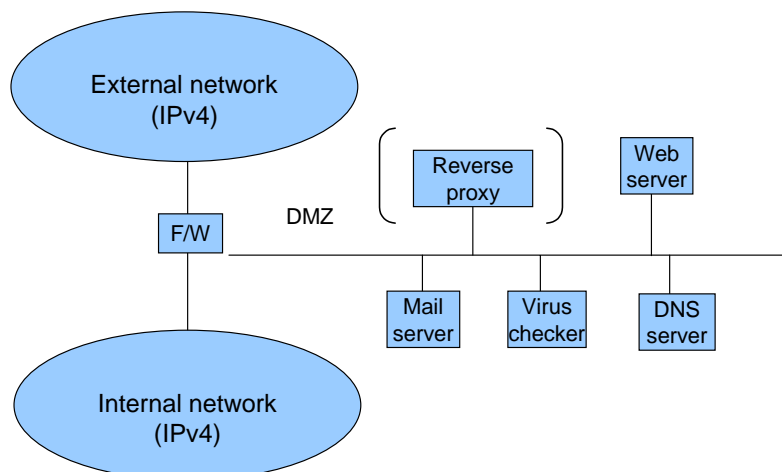 External network
(IPv4)
Reverse
proxy
Web
server
DMZ
F/W
Mail
server
Virus
checker
DNS
server
Internal network
(IPv4)